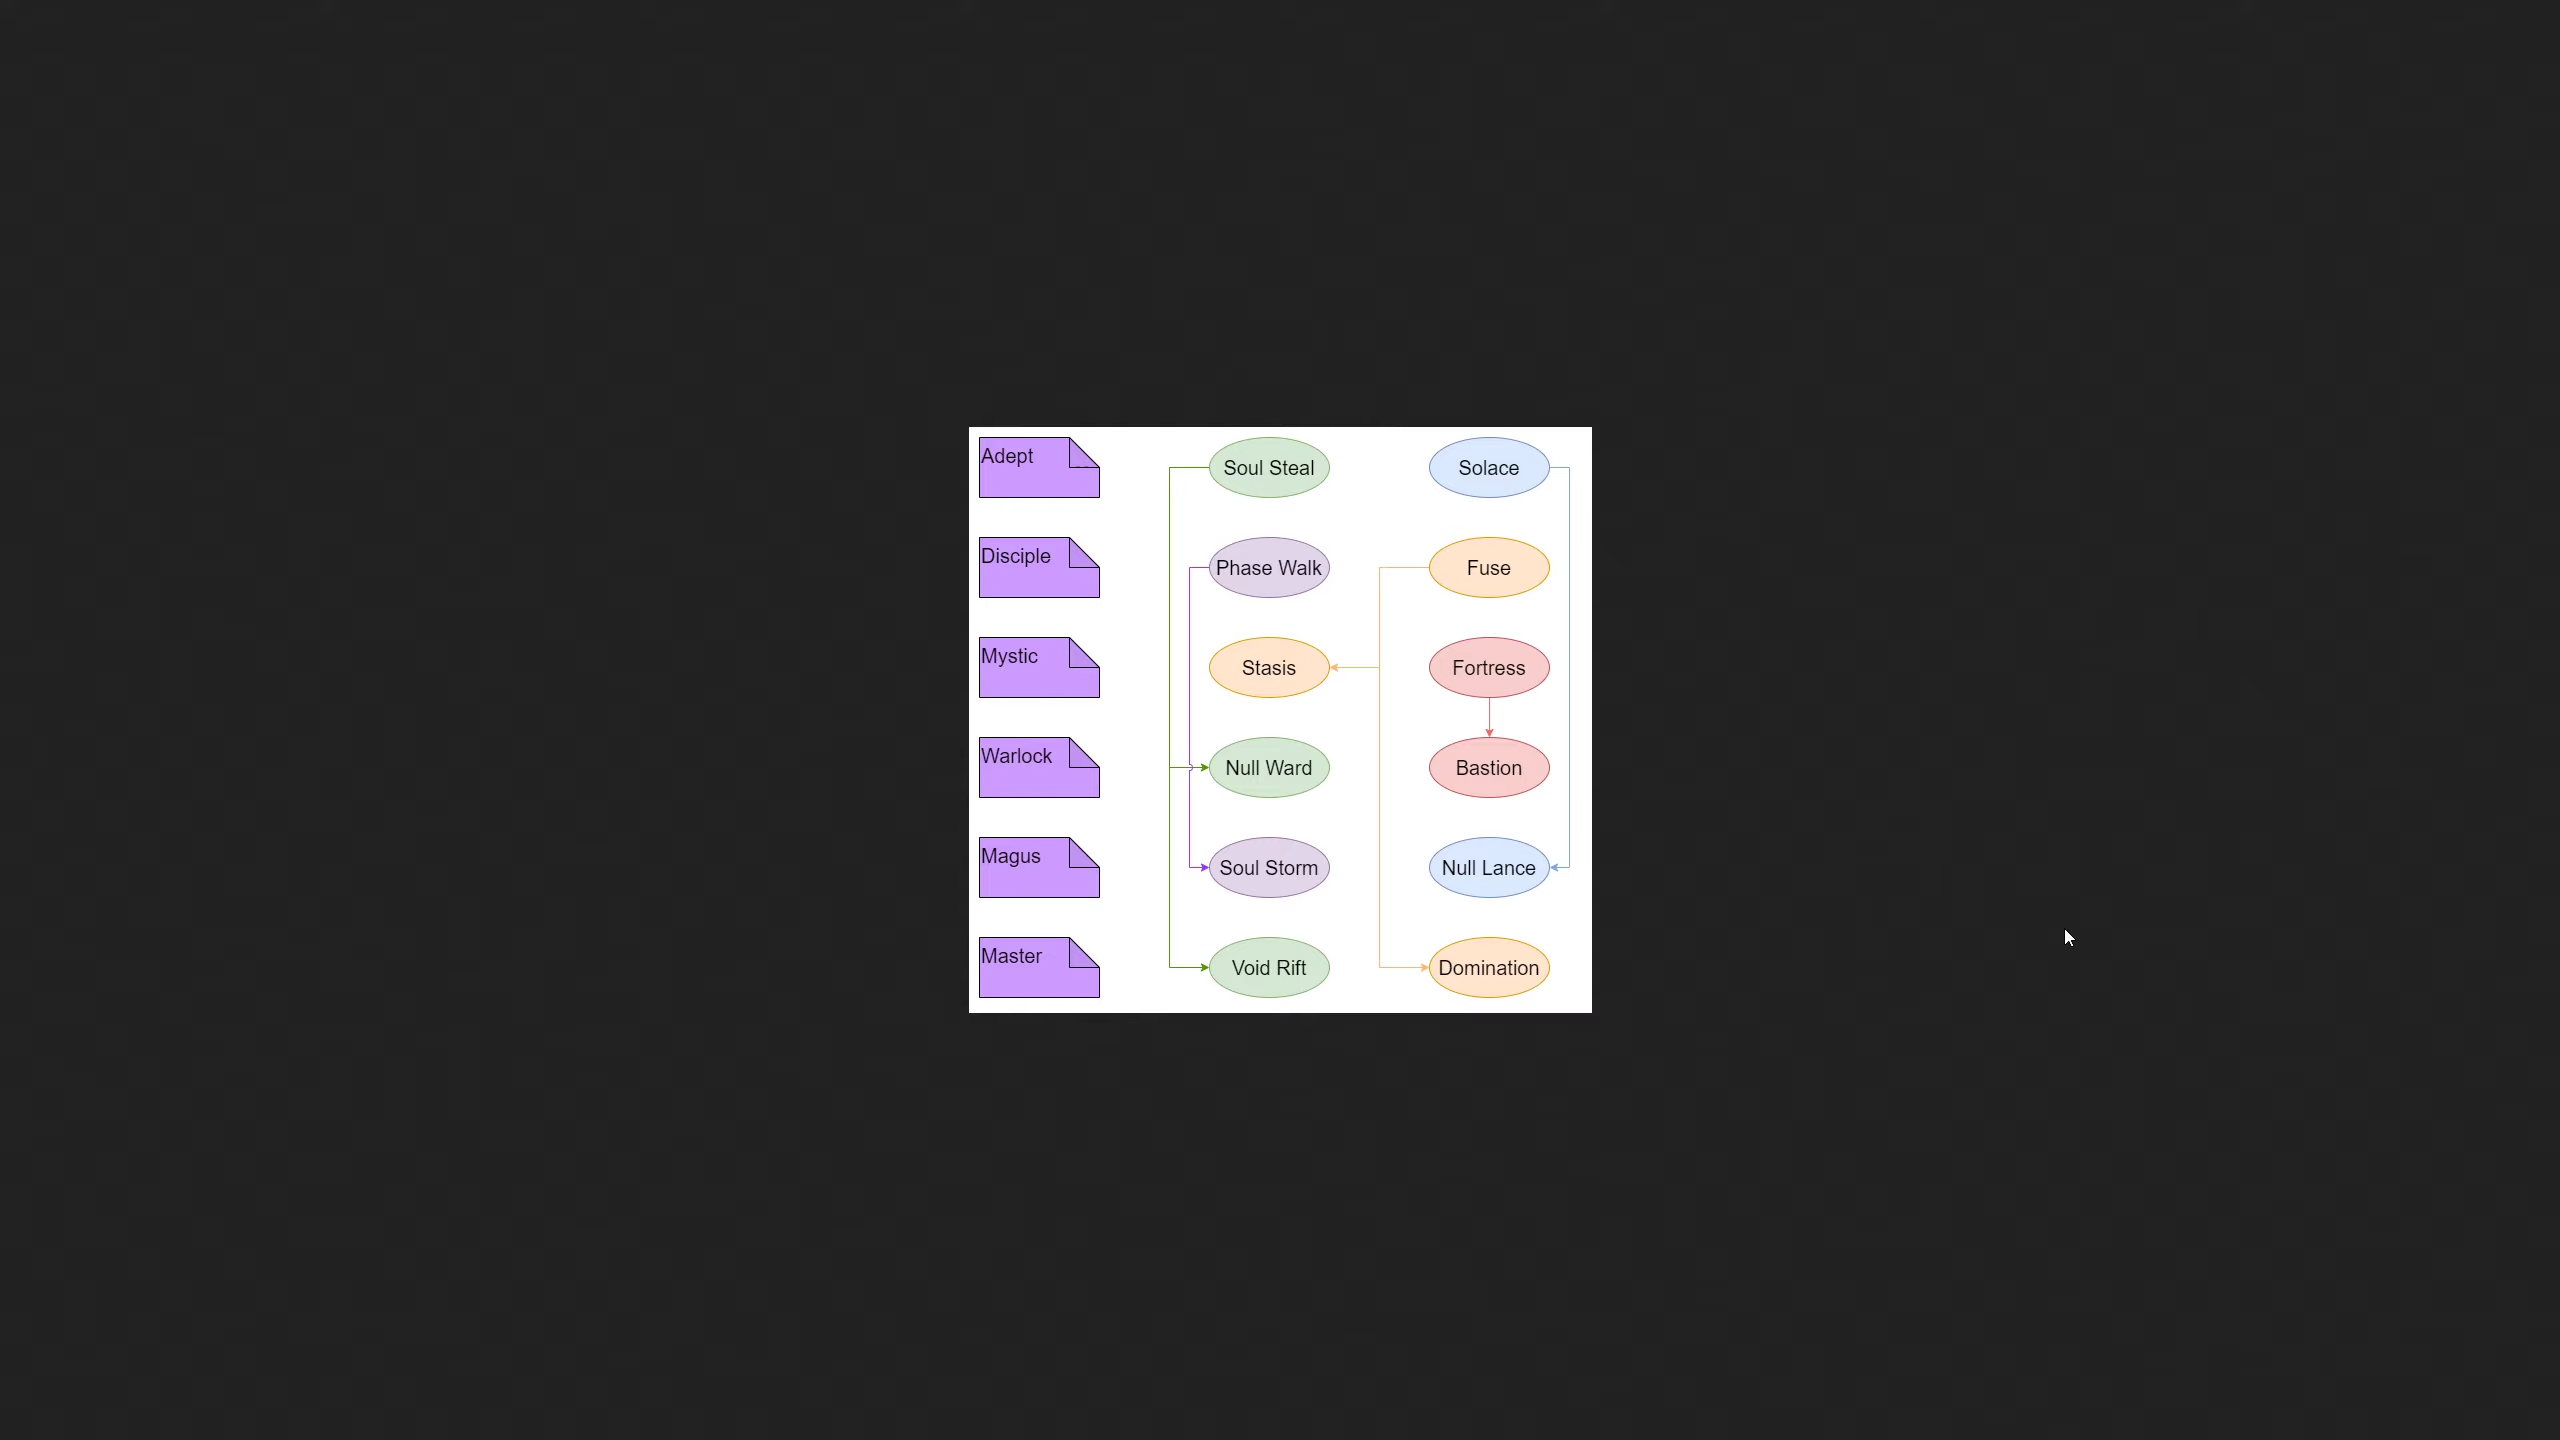 Adept
Soul Steal
Solace
Disciple
Phase Walk
Fuse
Mystic
Stasis
Fortress
Warlock
Null Ward
Bastion
Magus
Soul Storm
Null Lance
Master
Void Rift
Domination